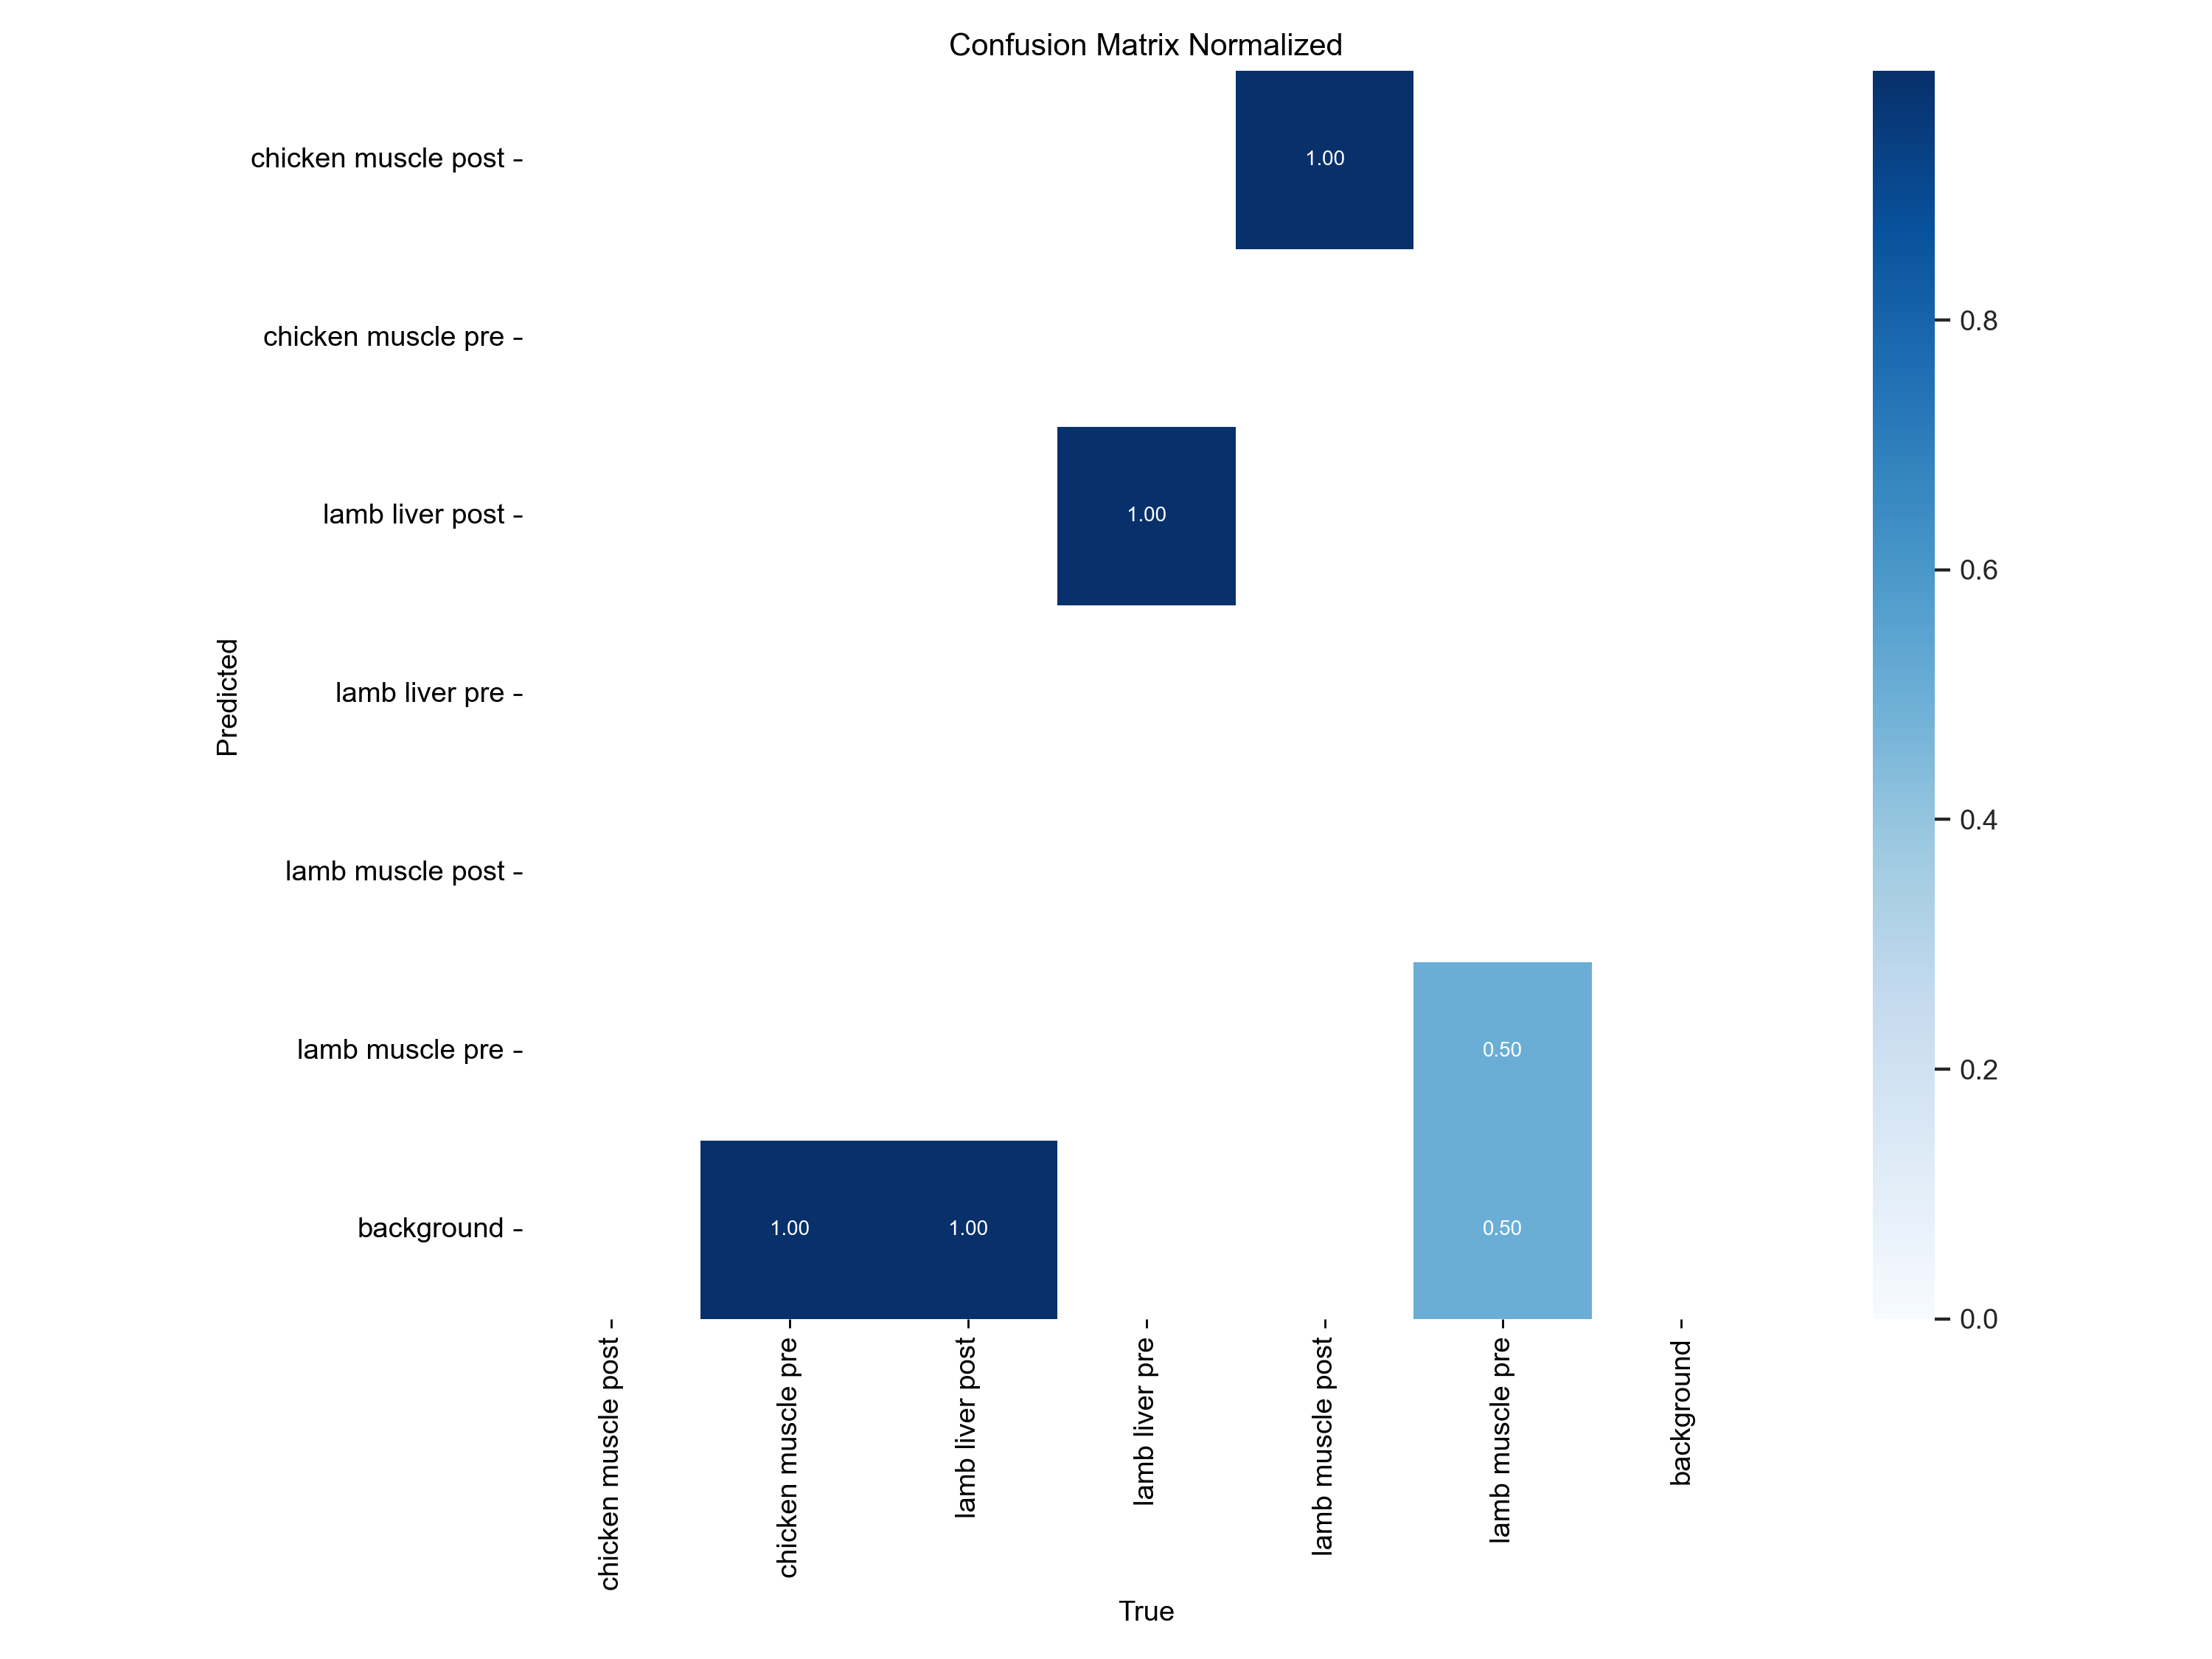 Confusion Matrix Normalized
chicken muscle post
chicken muscle pre
lamb liver post
lamb liver pre
lamb muscle post
lamb muscle pre
background
Predicted
1.00
1.00
0.50
1.00 1.00 0.50
chicken muscle post
chicken muscle pre
lamb liver post
lamb liver pre
lamb muscle post
lamb muscle pre
background
True
0.8
0.6
0.4
0.2
0.0